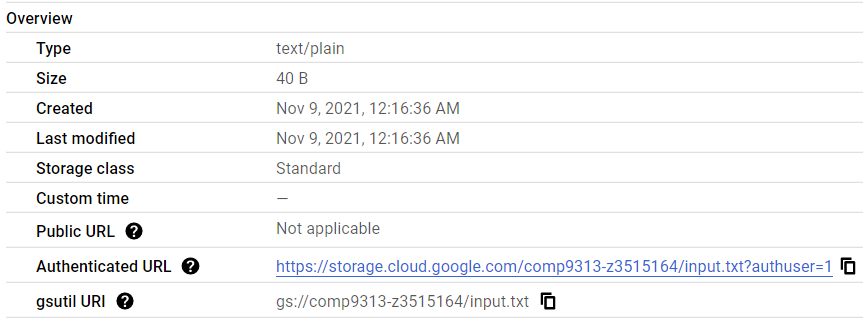 Overview
Type text/plain
Size 40 B
Created Nov 9, 2021, 12:16:36 AM
Last modified Nov 9, 2021, 12:16:36 AM
Storage class Standard
Custom time —
Public URL ? Not applicable
Authenticated URL ? https://storage.cloud.google.com/comp9313-z3515164/input.txt?authuser=1
gsutil URI ? gs://comp9313-z3515164/input.txt